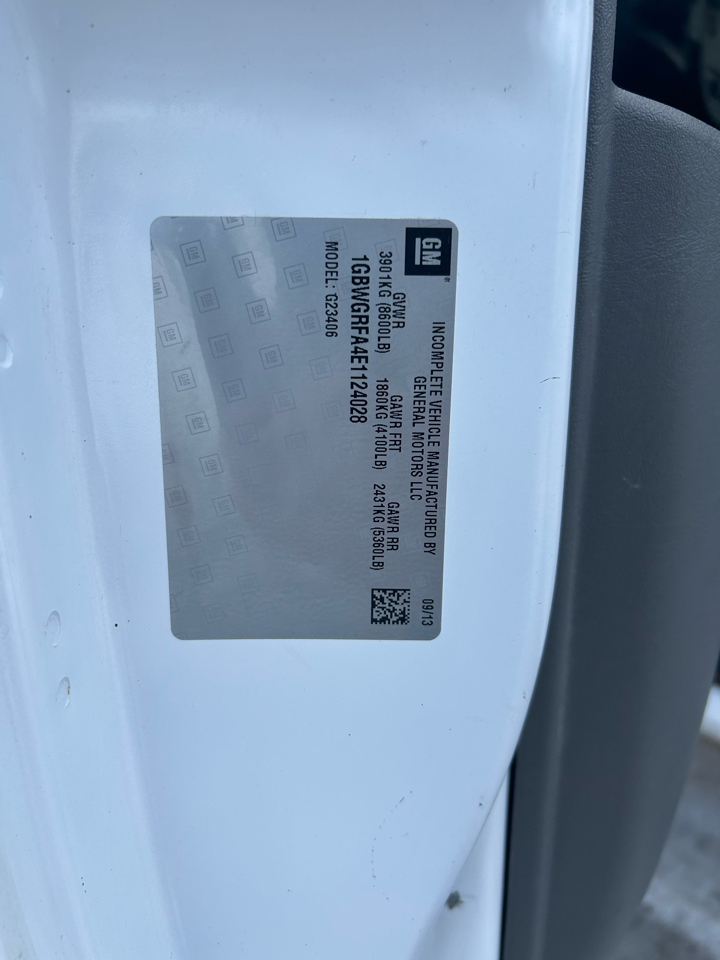 GM
®
INCOMPLETE VEHICLE MANUFACTURED BY
GENERAL MOTORS LLC
09/13
GVWR GAWR FRT GAWR RR
3901KG (8600LB) 1860KG (4100LB) 2431KG (5360LB)
1GBWGRFA4E1124028
MODEL: G23406